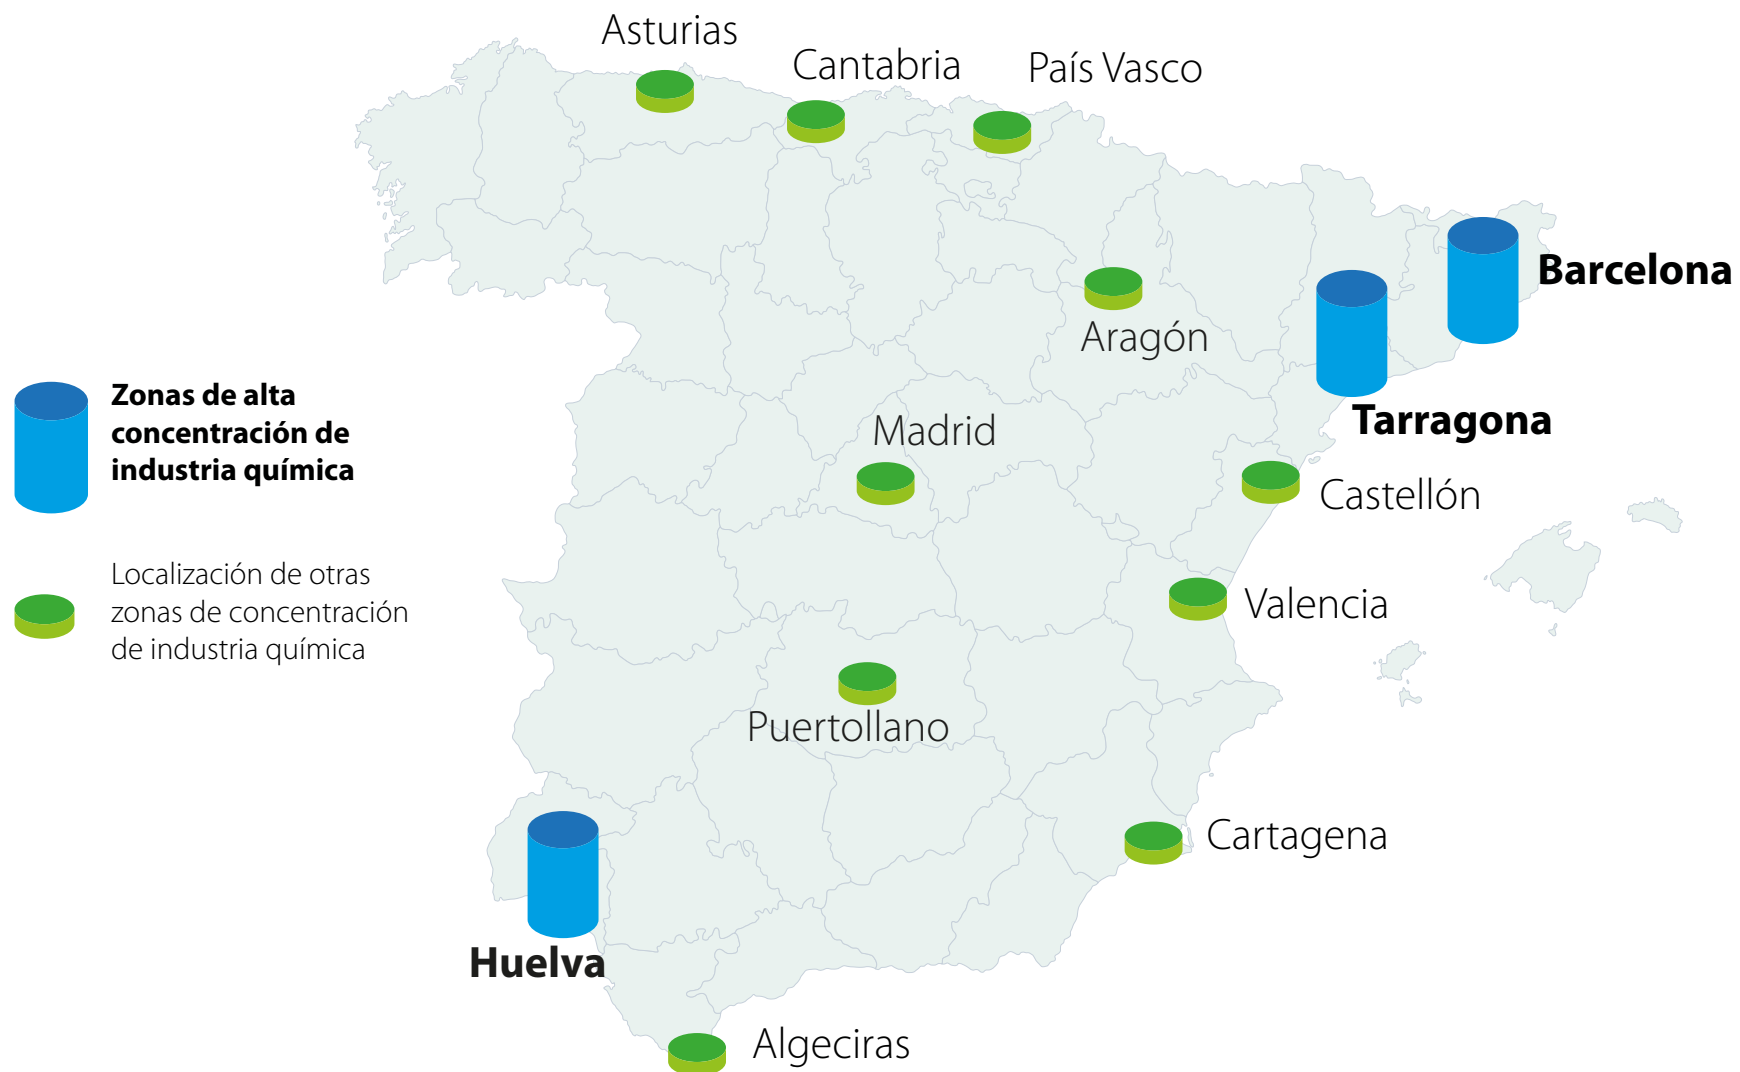 Asturias
Cantabria
País Vasco
Barcelona
Aragón
Tarragona
Zonas de alta
concentración de
industria química
Madrid
Castellón
Localización de otras
zonas de concentración
de industria química
Valencia
Puertollano
Cartagena
Huelva
Algeciras